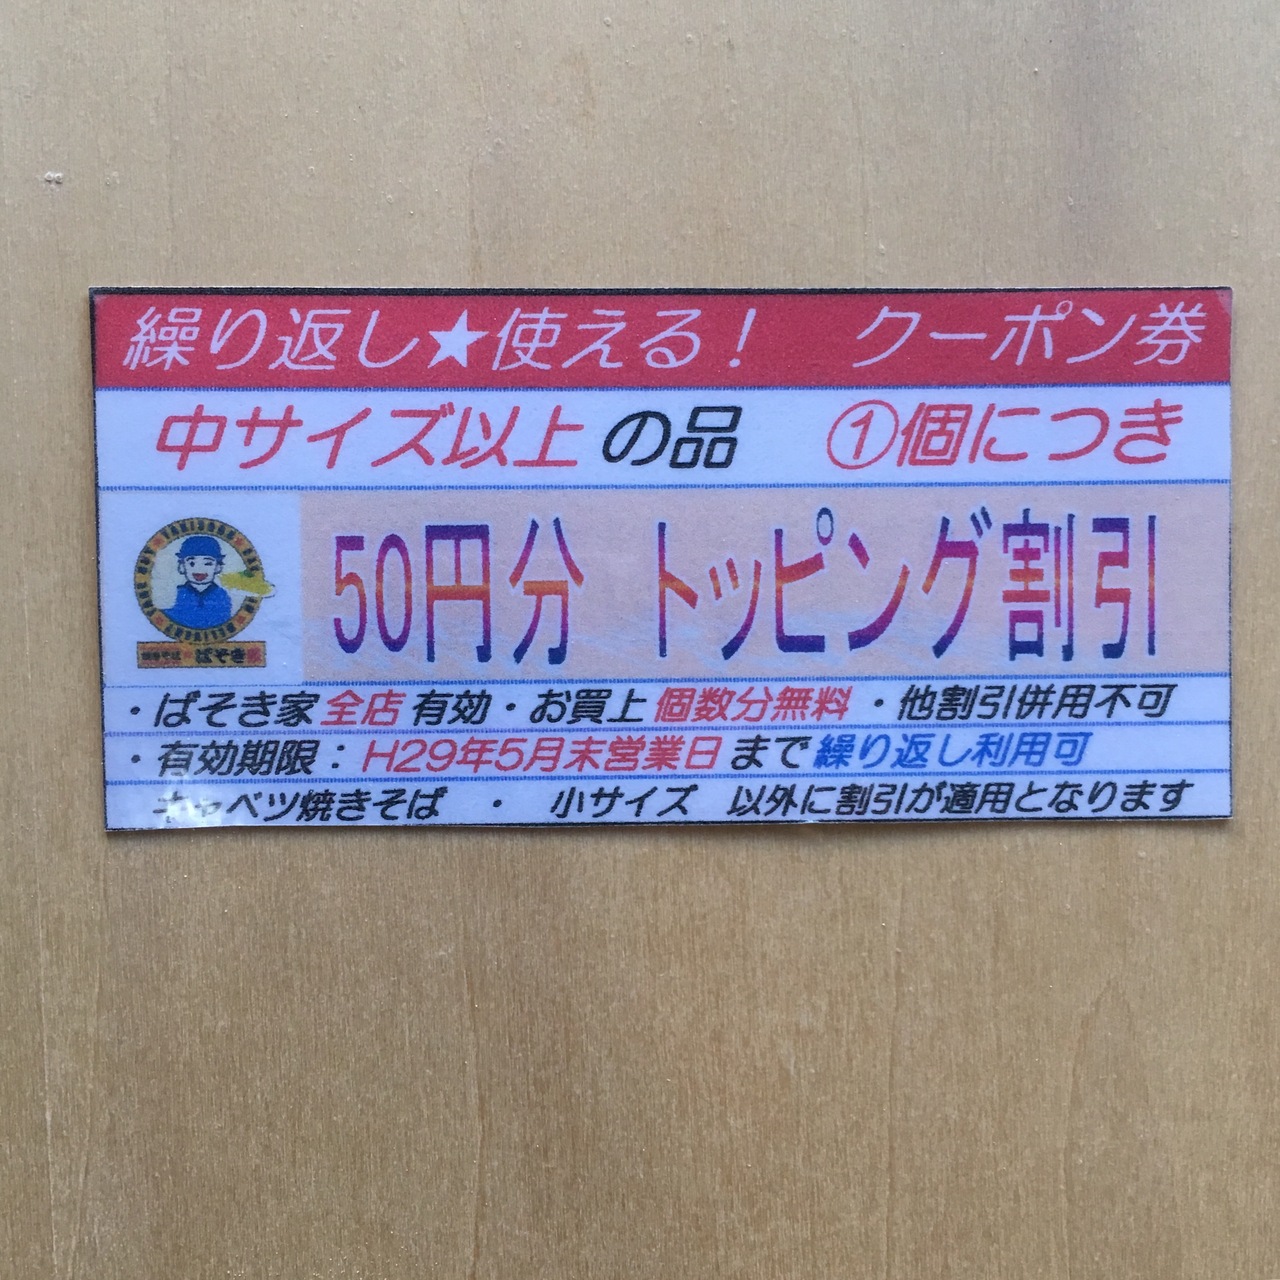 繰り返し★使える！　クーポン券
中サイズ以上の品　①個につき
50円分　トッピング割引
ばそき家
・ばそき家全店有効・お買上個数分無料・他割引併用不可
・有効期限：H29年5月末営業日まで繰り返し利用可
キャベツ焼きそば　・　小サイズ　以外に割引が適用となります